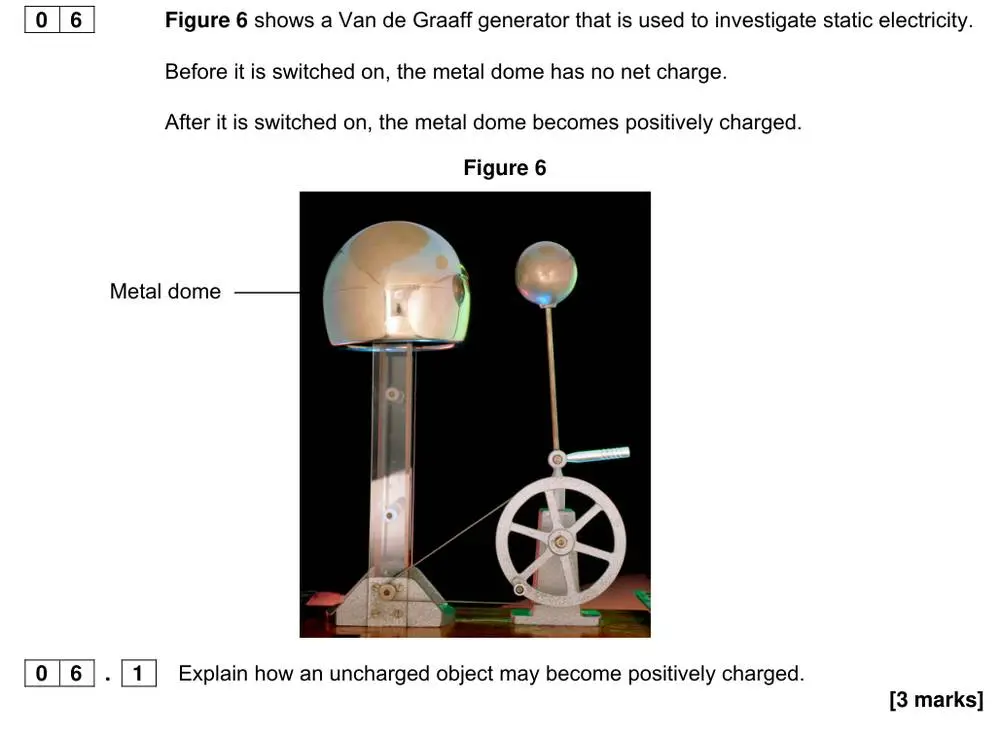 0 6 Figure 6 shows a Van de Graaff generator that is used to investigate static electricity.
Before it is switched on, the metal dome has no net charge.
After it is switched on, the metal dome becomes positively charged.
Figure 6
Metal dome
0 6 . 1 Explain how an uncharged object may become positively charged.
[3 marks]